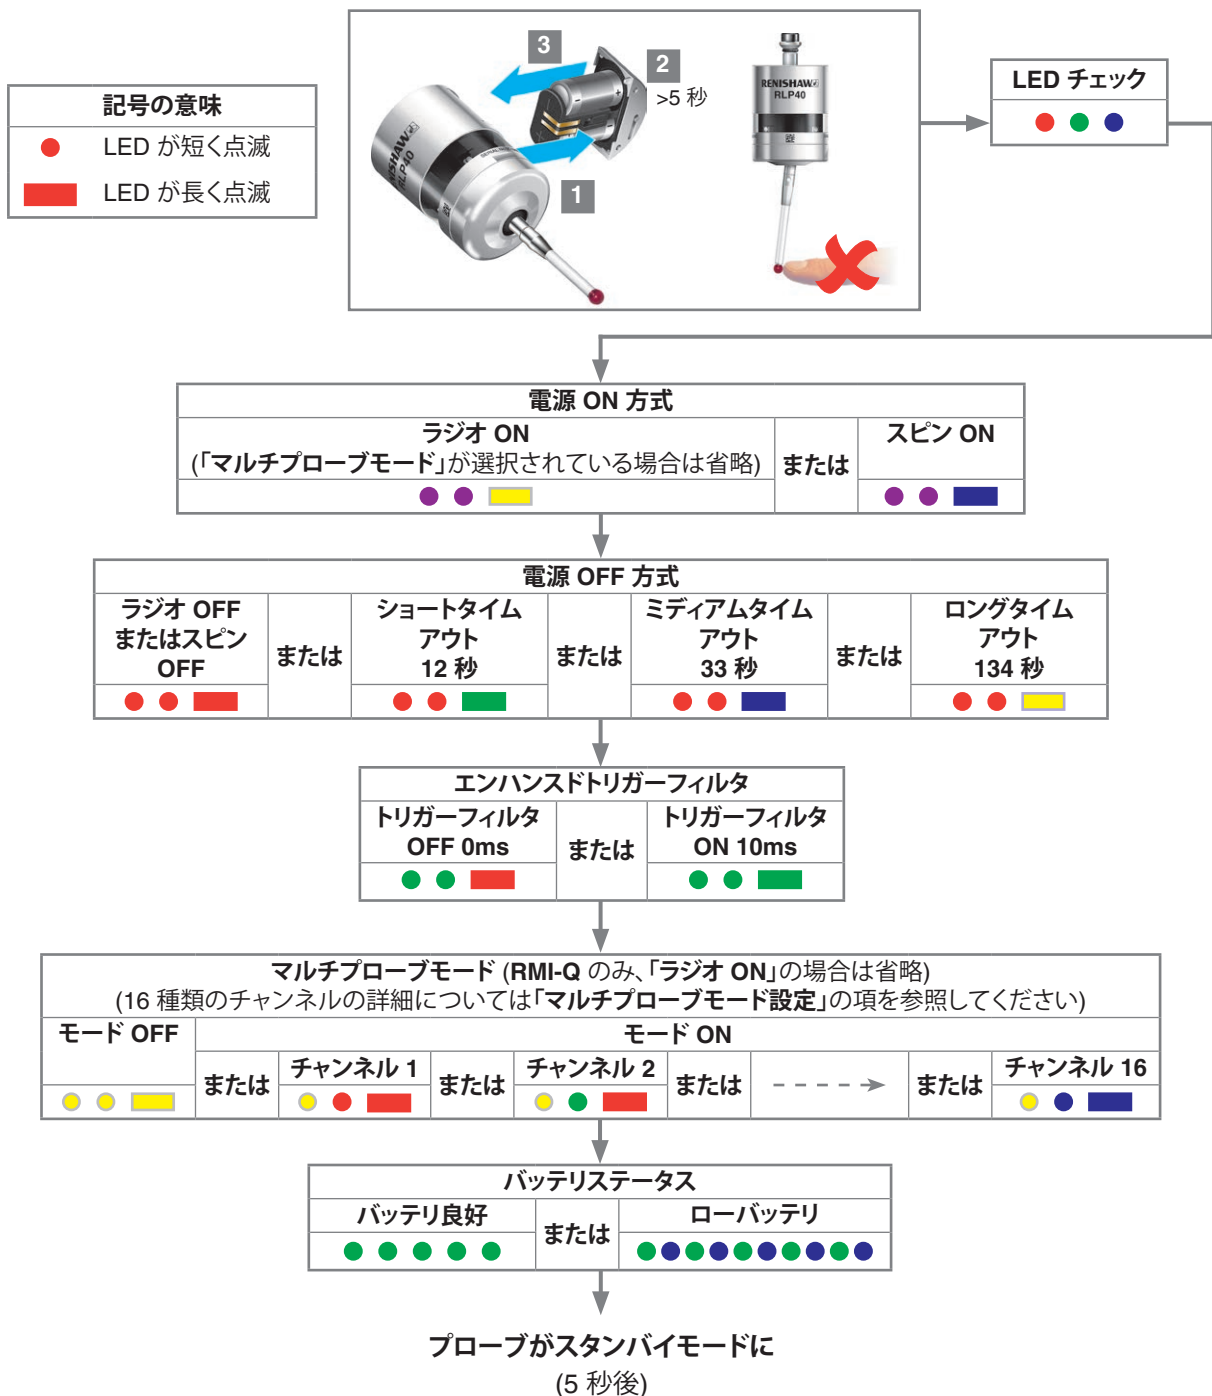 記号の意味
LED が短く点滅
LED が長く点滅
3
2
>5 秒
1
RENISHAW
RLP40
RENISHAW
RLP40
LED チェック
電源 ON 方式
ラジオ ON
(「マルチプローブモード」が選択されている場合は省略)
または
スピン ON
電源 OFF 方式
ラジオ OFF
またはスピン
OFF
または
ショートタイム
アウト
12 秒
または
ミディアムタイム
アウト
33 秒
または
ロングタイム
アウト
134 秒
エンハンスドトリガーフィルタ
トリガーフィルタ
OFF 0ms
または
トリガーフィルタ
ON 10ms
マルチプローブモード (RMI-Q のみ、「ラジオ ON」の場合は省略)
(16 種類のチャンネルの詳細については「マルチプローブモード設定」の項を参照してください)
モード OFF
モード ON
または
チャンネル 1
または
チャンネル 2
または
または
チャンネル 16
バッテリステータス
バッテリ良好
または
ローバッテリ
プローブがスタンバイモードに
(5 秒後)